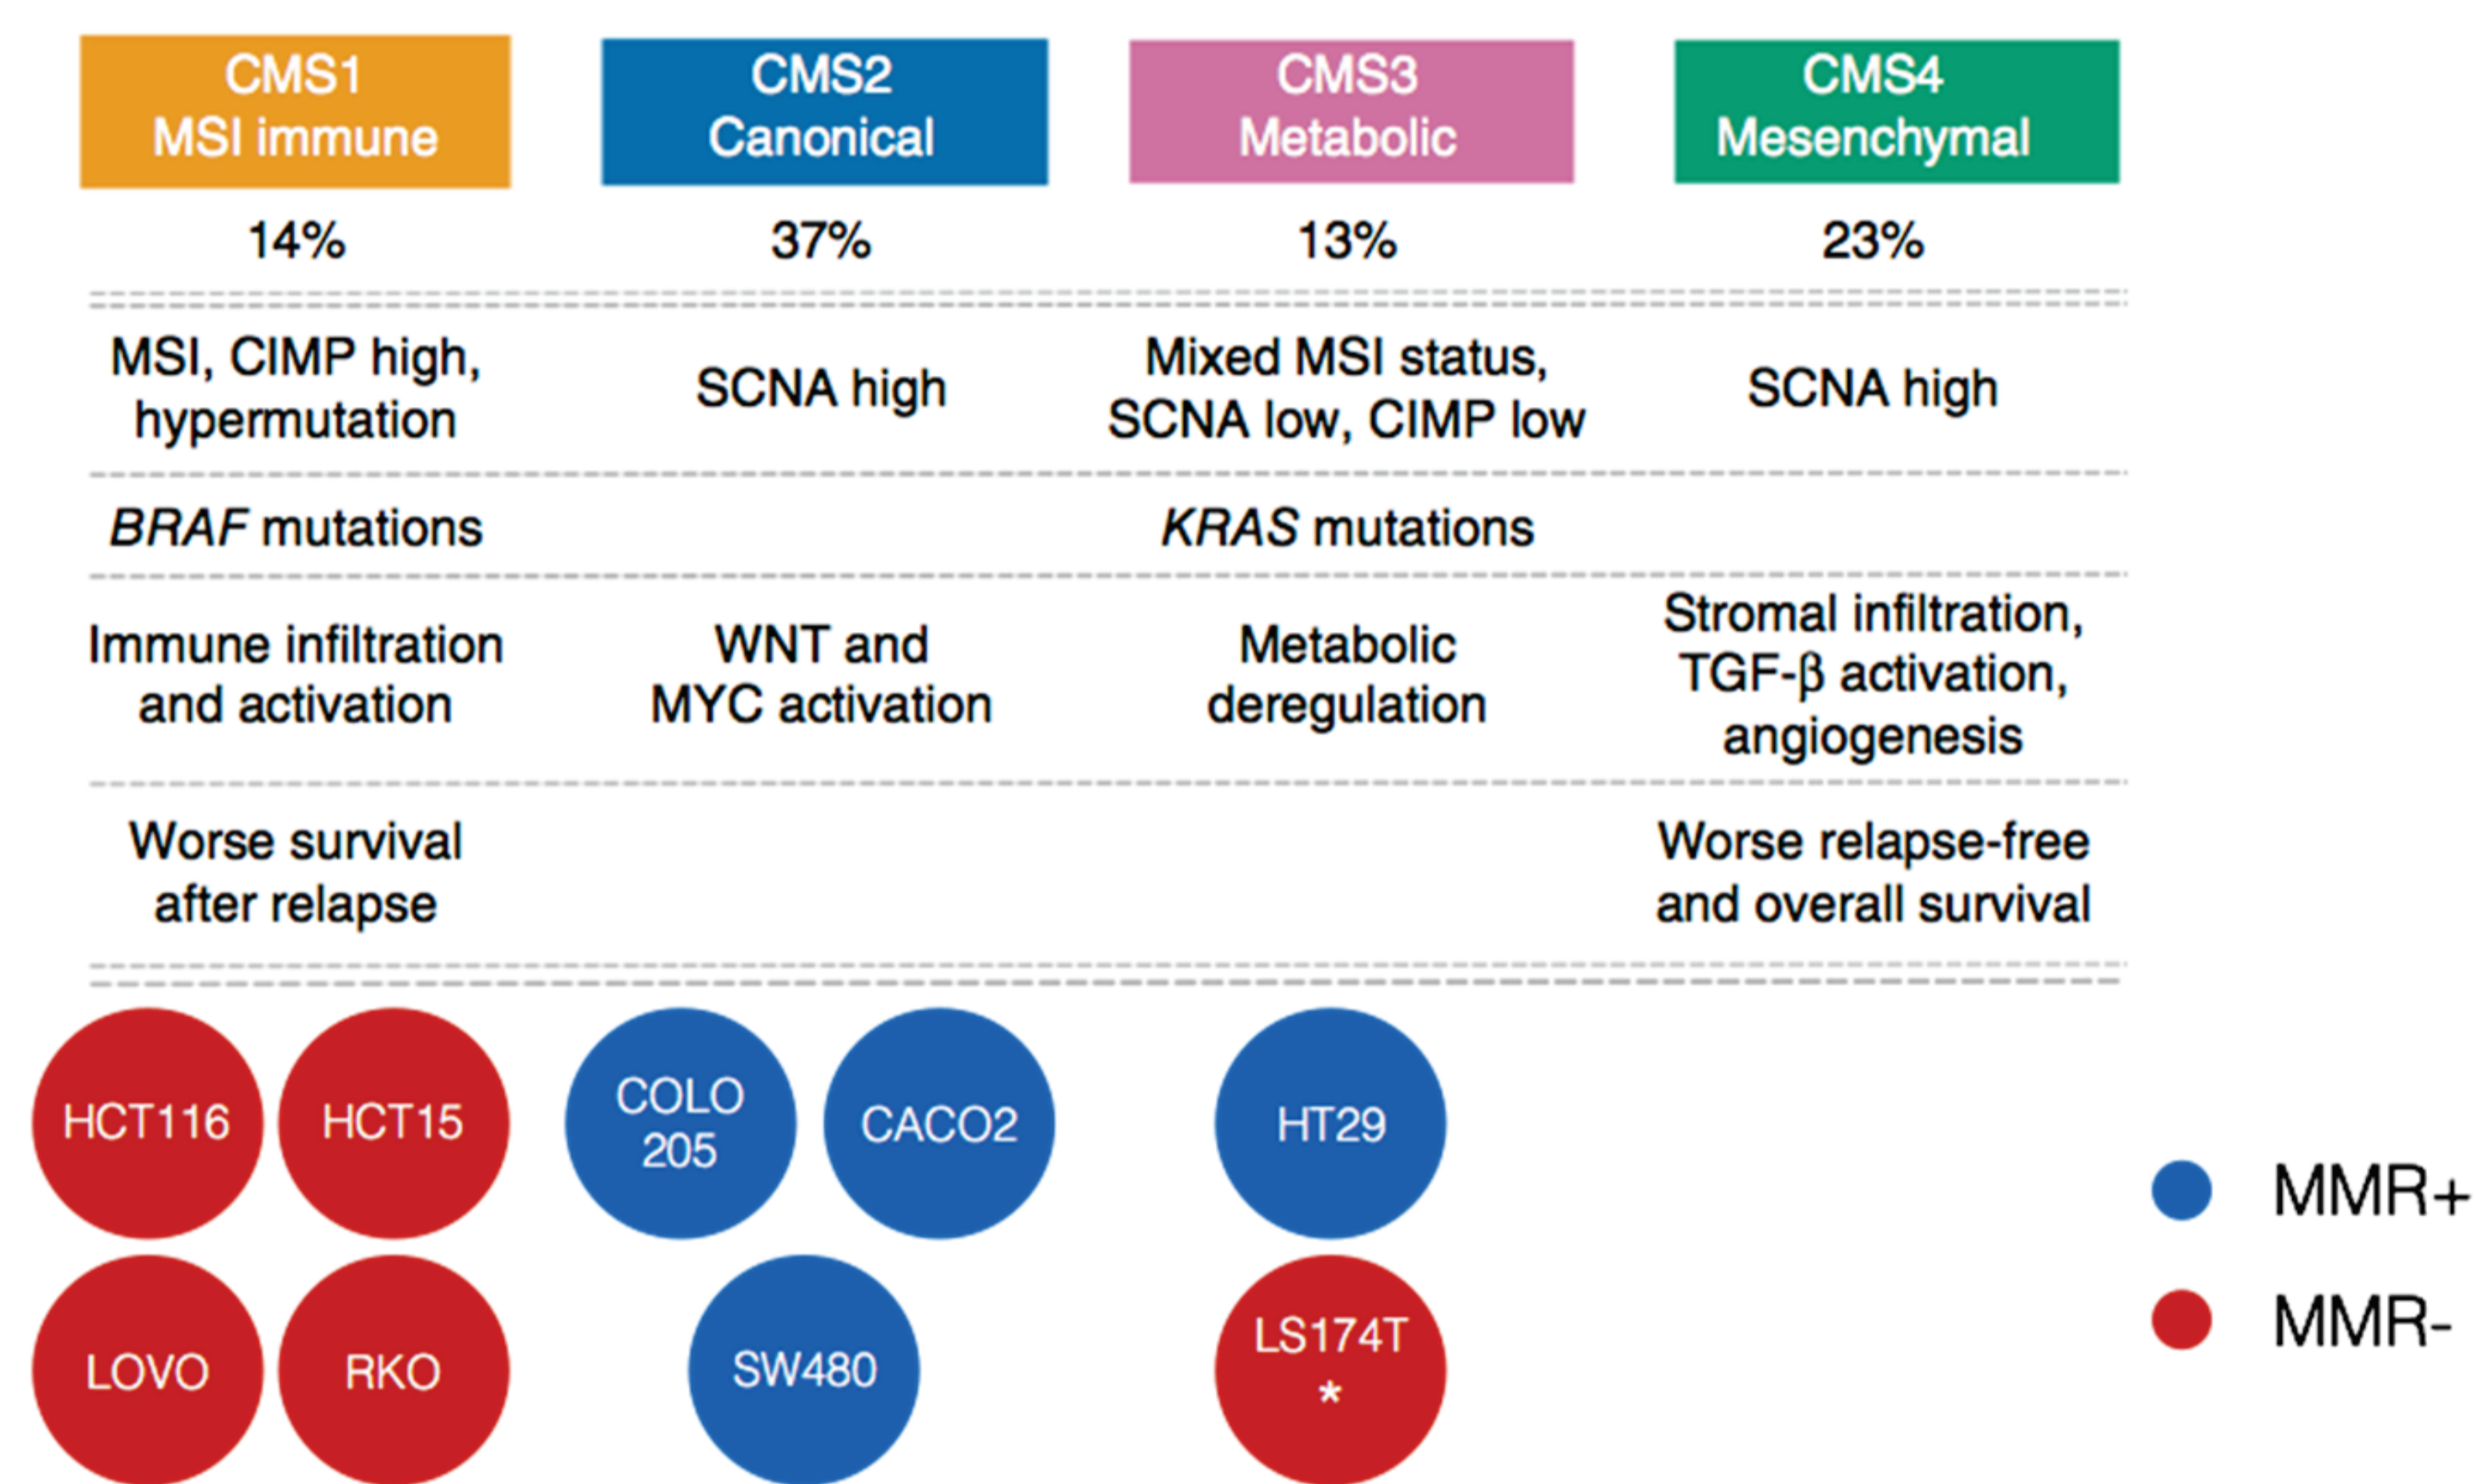 CMS1
MSI immune
CMS2
Canonical
CMS3
Metabolic
CMS4
Mesenchymal
14%
37%
13%
23%
MSI, CIMP high,
hypermutation
SCNA high
Mixed MSI status,
SCNA low, CIMP low
SCNA high
BRAF mutations
KRAS mutations
Immune infiltration
and activation
WNT and
MYC activation
Metabolic
deregulation
Stromal infiltration,
TGF-β activation,
angiogenesis
Worse survival
after relapse
Worse relapse-free
and overall survival
HCT116
HCT15
COLO
205
CACO2
HT29
LOVO
RKO
SW480
LS174T
*
MMR+
MMR-